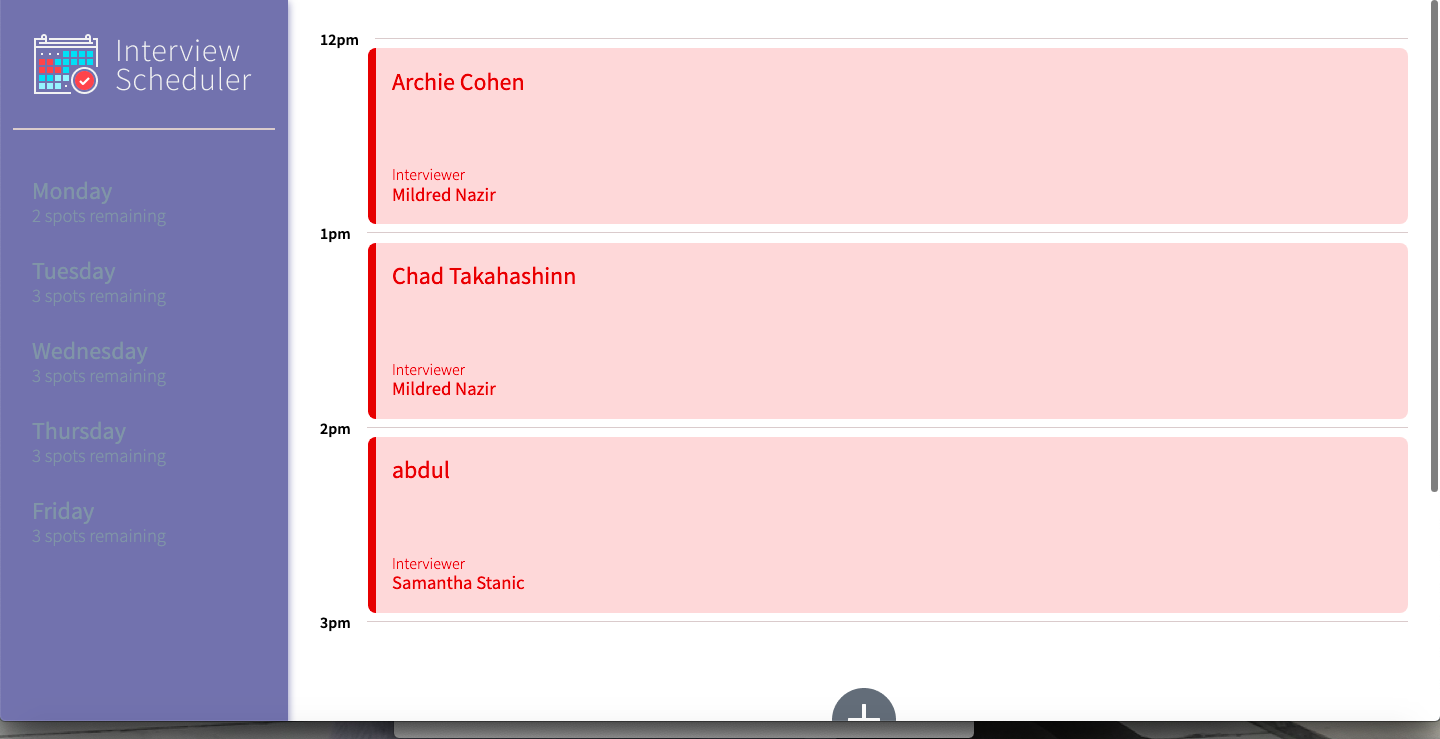 Interview
Scheduler
Monday
2 spots remaining
Tuesday
3 spots remaining
Wednesday
3 spots remaining
Thursday
3 spots remaining
Friday
3 spots remaining
12pm
Archie Cohen
Interviewer
Mildred Nazir
1pm
Chad Takahashinn
Interviewer
Mildred Nazir
2pm
abdul
Interviewer
Samantha Stanic
3pm